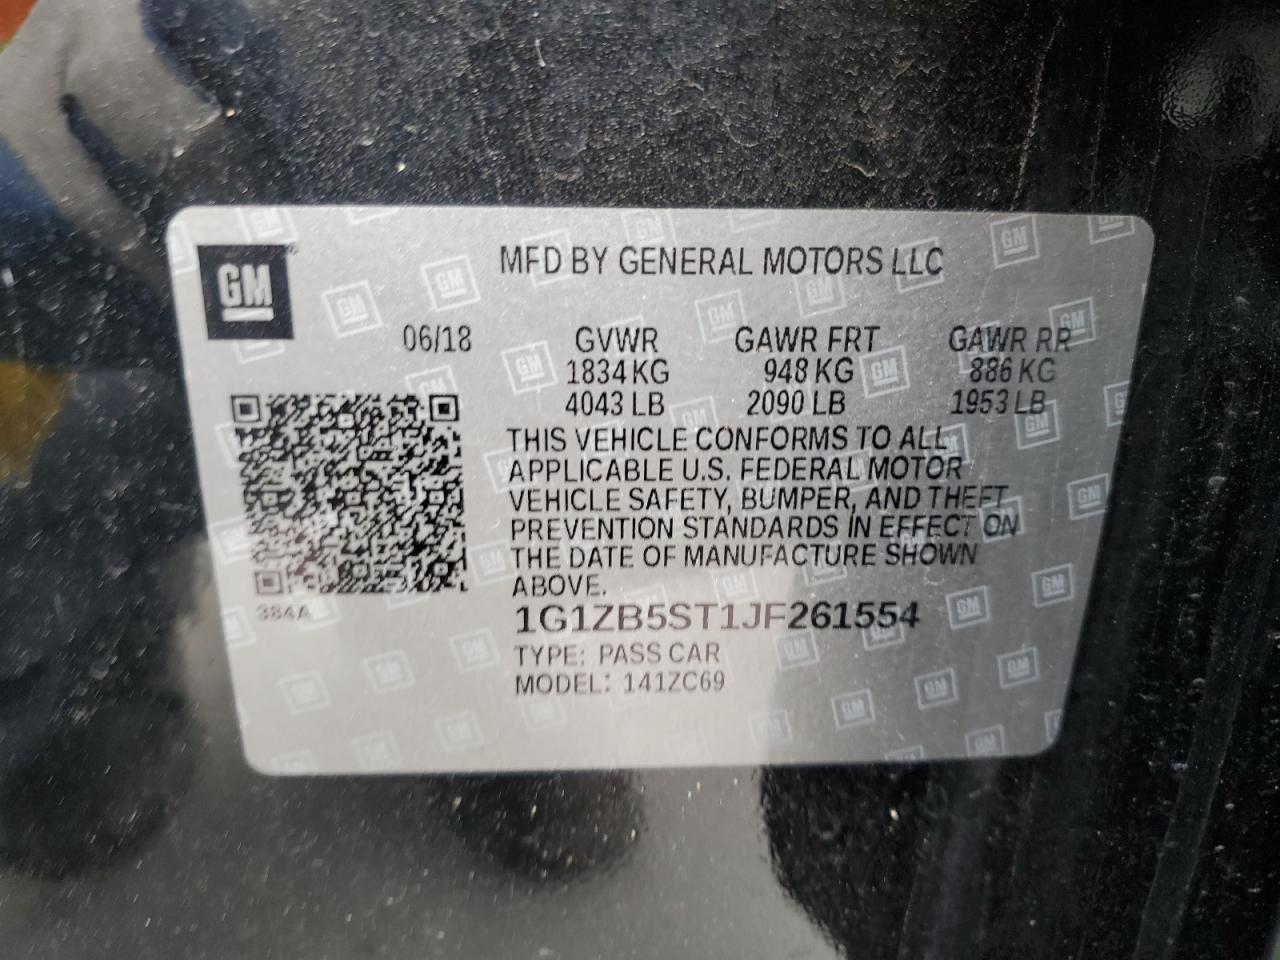 GM
MFD BY GENERAL MOTORS LLC
06/18 GVWR GAWR FRT GAWR RR
1834 KG 948 KG 886 KG
4043 LB 2090 LB 1953 LB
THIS VEHICLE CONFORMS TO ALL
APPLICABLE U.S. FEDERAL MOTOR
VEHICLE SAFETY, BUMPER, AND THEFT
PREVENTION STANDARDS IN EFFECT ON
THE DATE OF MANUFACTURE SHOWN
ABOVE.
384A
1G1ZB5ST1JF261554
TYPE: PASS CAR
MODEL: 141ZC69